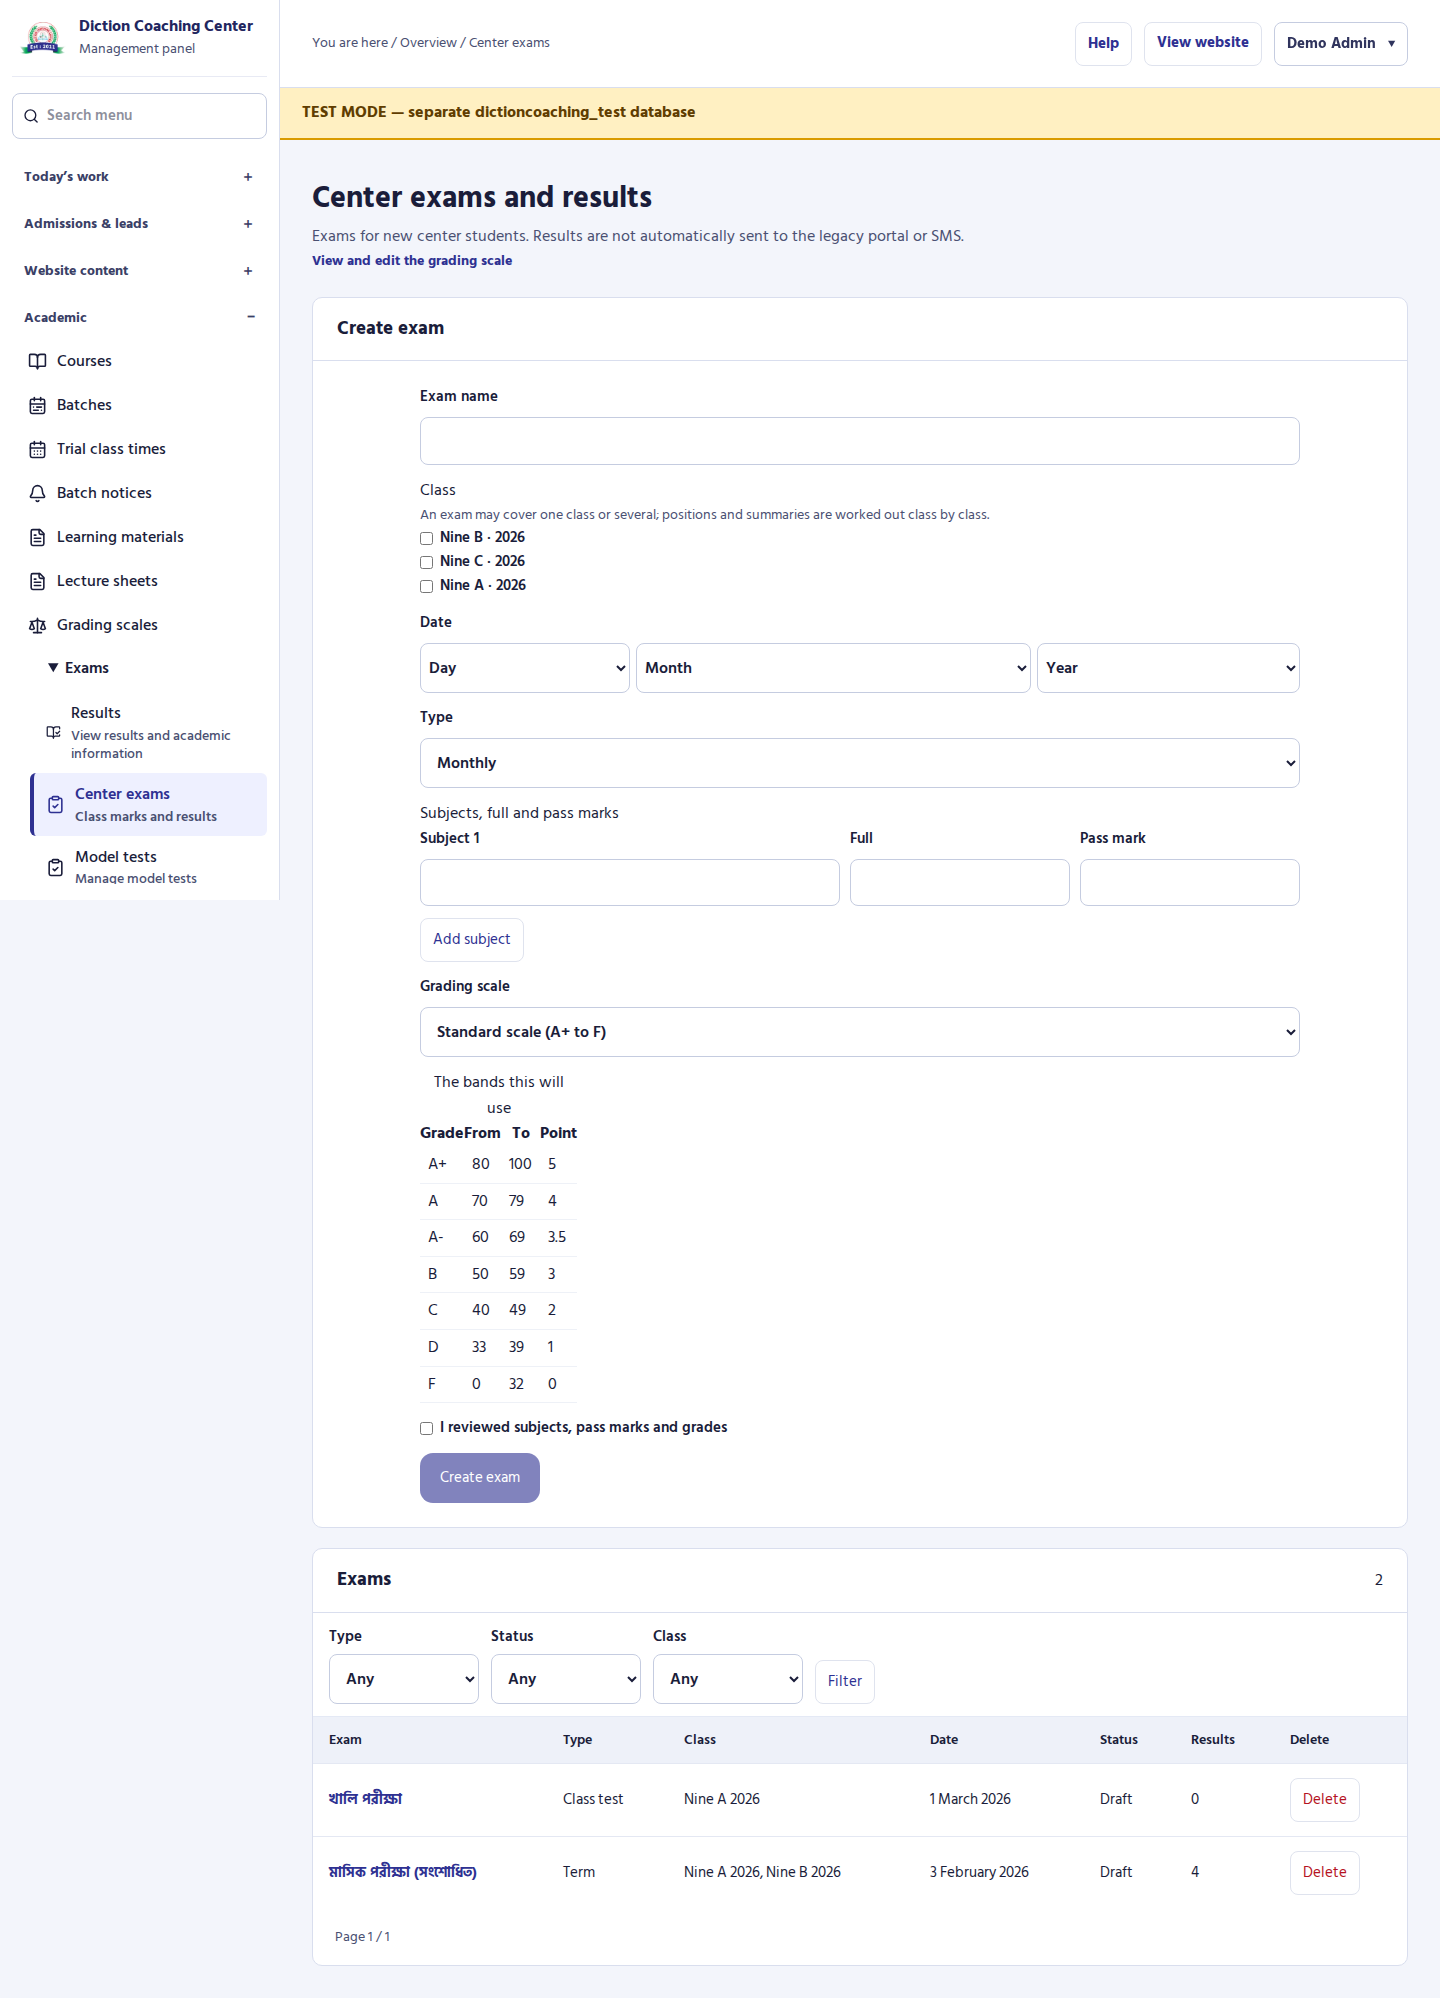 Diction Coaching Center
Management panel
Est : 2011
Search menu
Today's work +
Admissions & leads +
Website content +
Academic −
Courses
Batches
Trial class times
Batch notices
Learning materials
Lecture sheets
Grading scales
▼ Exams
Results
View results and academic
information
Center exams
Class marks and results
Model tests
Manage model tests
You are here / Overview / Center exams
Help
View website
Demo Admin ▼
TEST MODE — separate dictioncoaching_test database
Center exams and results
Exams for new center students. Results are not automatically sent to the legacy portal or SMS.
View and edit the grading scale
Create exam
Exam name
Class
An exam may cover one class or several; positions and summaries are worked out class by class.
Nine B · 2026
Nine C · 2026
Nine A · 2026
Date
Day Month Year
Type
Monthly
Subjects, full and pass marks
Subject 1 Full Pass mark
Add subject
Grading scale
Standard scale (A+ to F)
The bands this will
use
Grade From To Point
A+ 80 100 5
A 70 79 4
A- 60 69 3.5
B 50 59 3
C 40 49 2
D 33 39 1
F 0 32 0
I reviewed subjects, pass marks and grades
Create exam
Exams 2
Type Status Class
Any Any Any Filter
Exam Type Class Date Status Results Delete
খালি পরীক্ষা Class test Nine A 2026 1 March 2026 Draft 0 Delete
মাসিক পরীক্ষা (সংশোধিত) Term Nine A 2026, Nine B 2026 3 February 2026 Draft 4 Delete
Page 1 / 1